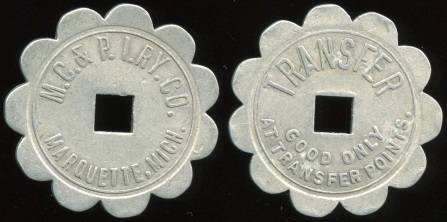 M.C. & P. I. RY. CO.
MARQUETTE, MICH.
TRANSFER
GOOD ONLY
AT TRANSFER POINTS.